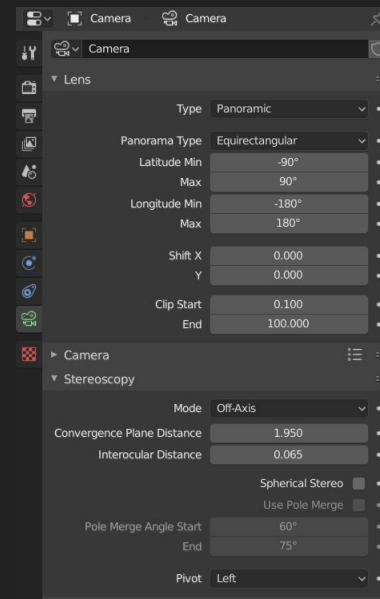 Camera Camera
Camera
Lens
Type Panoramic
Panorama Type Equirectangular
Latitude Min -90°
Max 90°
Longitude Min -180°
Max 180°
Shift X 0.000
Y 0.000
Clip Start 0.100
End 100.000
Camera
Stereoscopy
Mode Off-Axis
Convergence Plane Distance 1.950
Interocular Distance 0.065
Spherical Stereo
Use Pole Merge
Pole Merge Angle Start 60°
End 75°
Pivot Left